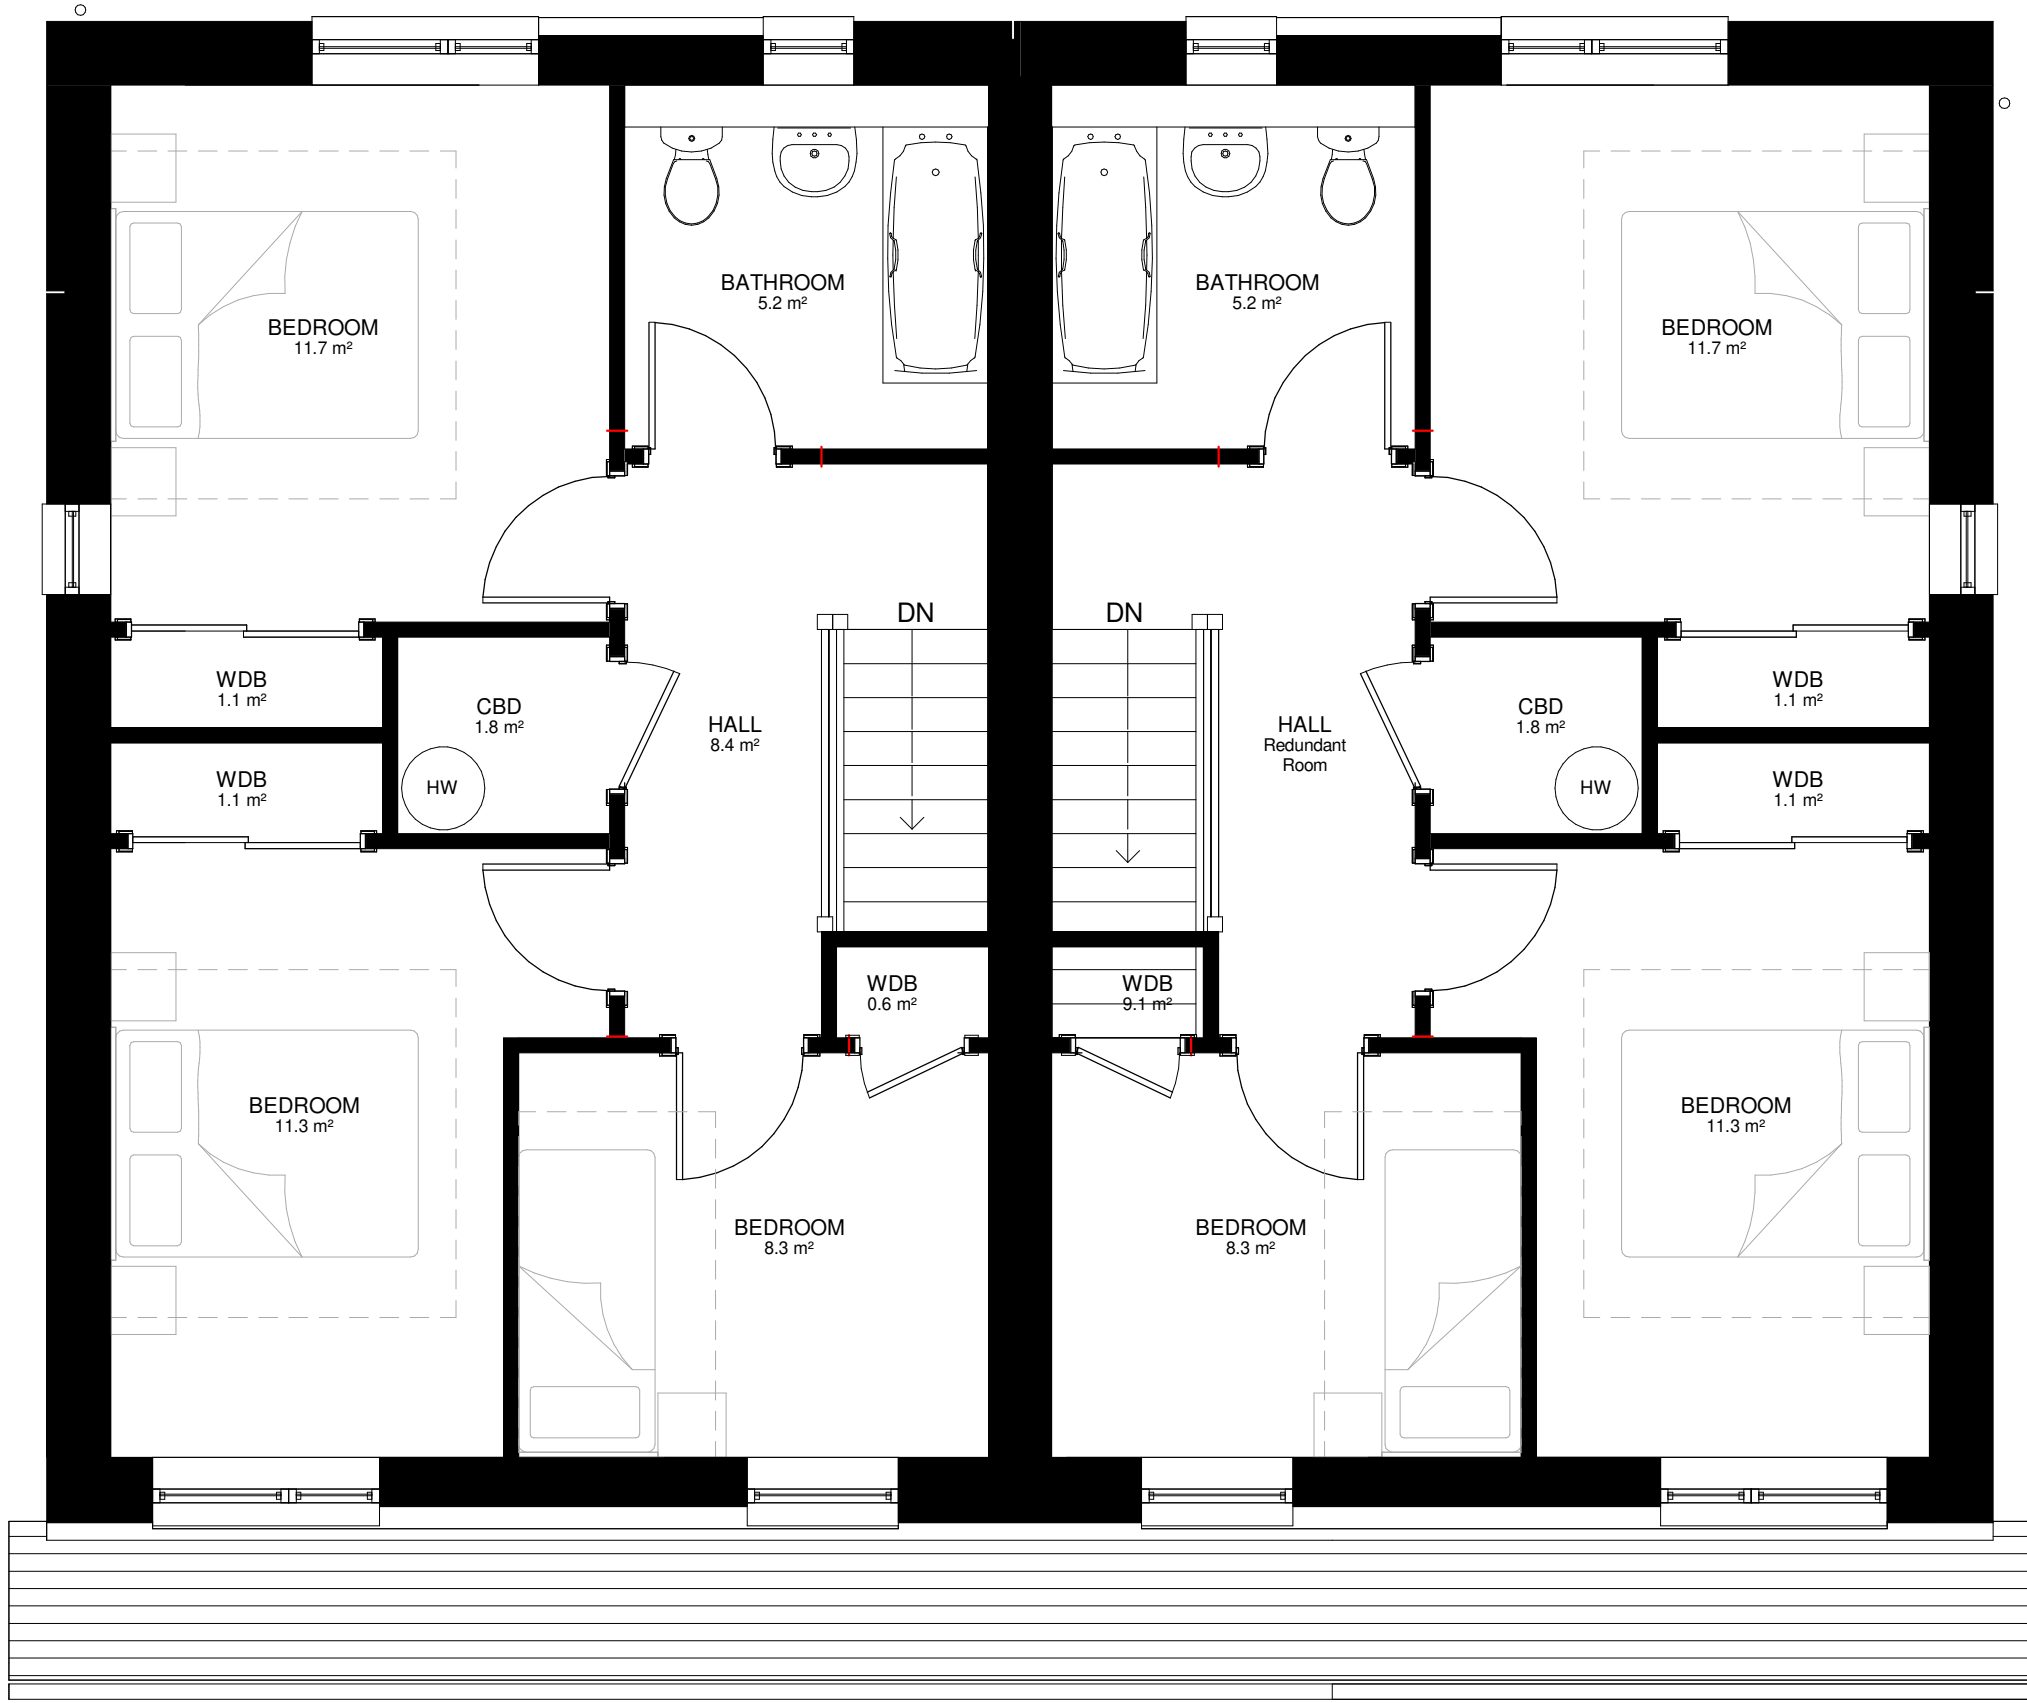 BATHROOM
5.2 m²
BATHROOM
5.2 m²
BEDROOM
11.7 m²
BEDROOM
11.7 m²
DN
DN
WDB
1.1 m²
CBD
1.8 m²
HALL
8.4 m²
HALL
Redundant
Room
CBD
1.8 m²
WDB
1.1 m²
WDB
1.1 m²
HW
HW
WDB
1.1 m²
WDB
0.6 m²
WDB
9.1 m²
BEDROOM
11.3 m²
BEDROOM
11.3 m²
BEDROOM
8.3 m²
BEDROOM
8.3 m²